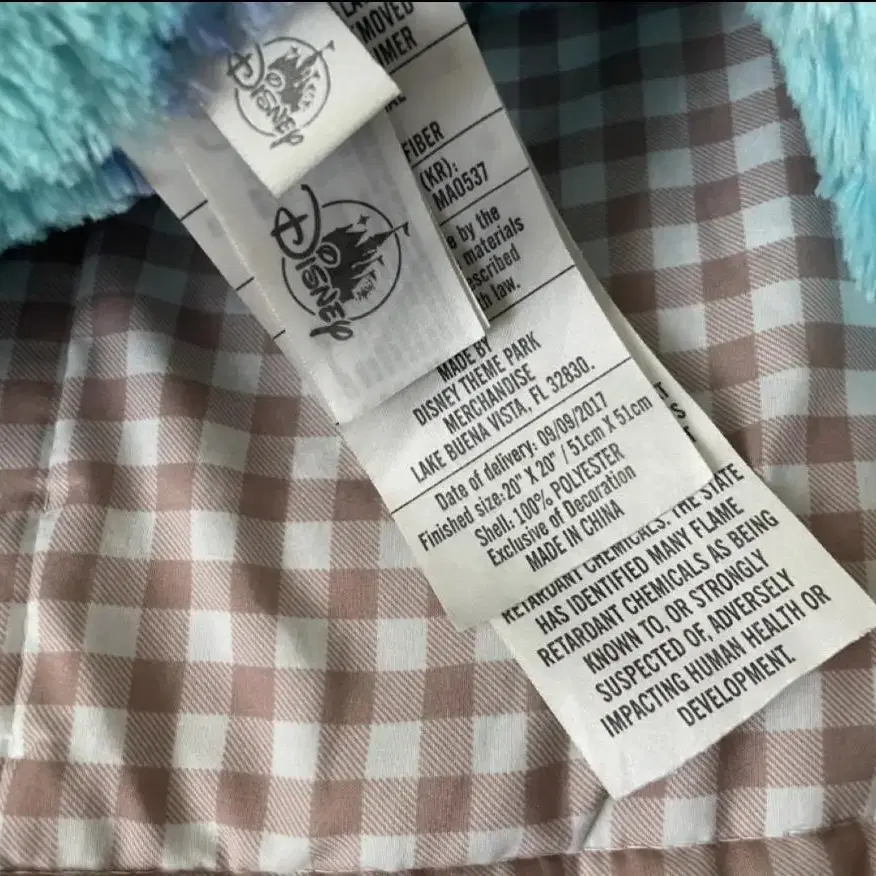 MOVED
Disney
FIBER
(KR):
MA0537
e by the
materials
escribed
th law.
Disney
MADE BY
DISNEY THEME PARK
MERCHANDISE
LAKE BUENA VISTA, FL 32830.
Date of delivery: 09/09/2017
Finished size:20" X 20" / 51cm X 51cm
Shell: 100% POLYESTER
Exclusive of Decoration
MADE IN CHINA
RETARDANT CHEMICALS. THE STATE
HAS IDENTIFIED MANY FLAME
RETARDANT CHEMICALS AS BEING
KNOWN TO, OR STRONGLY
SUSPECTED OF, ADVERSELY
IMPACTING HUMAN HEALTH OR
DEVELOPMENT.